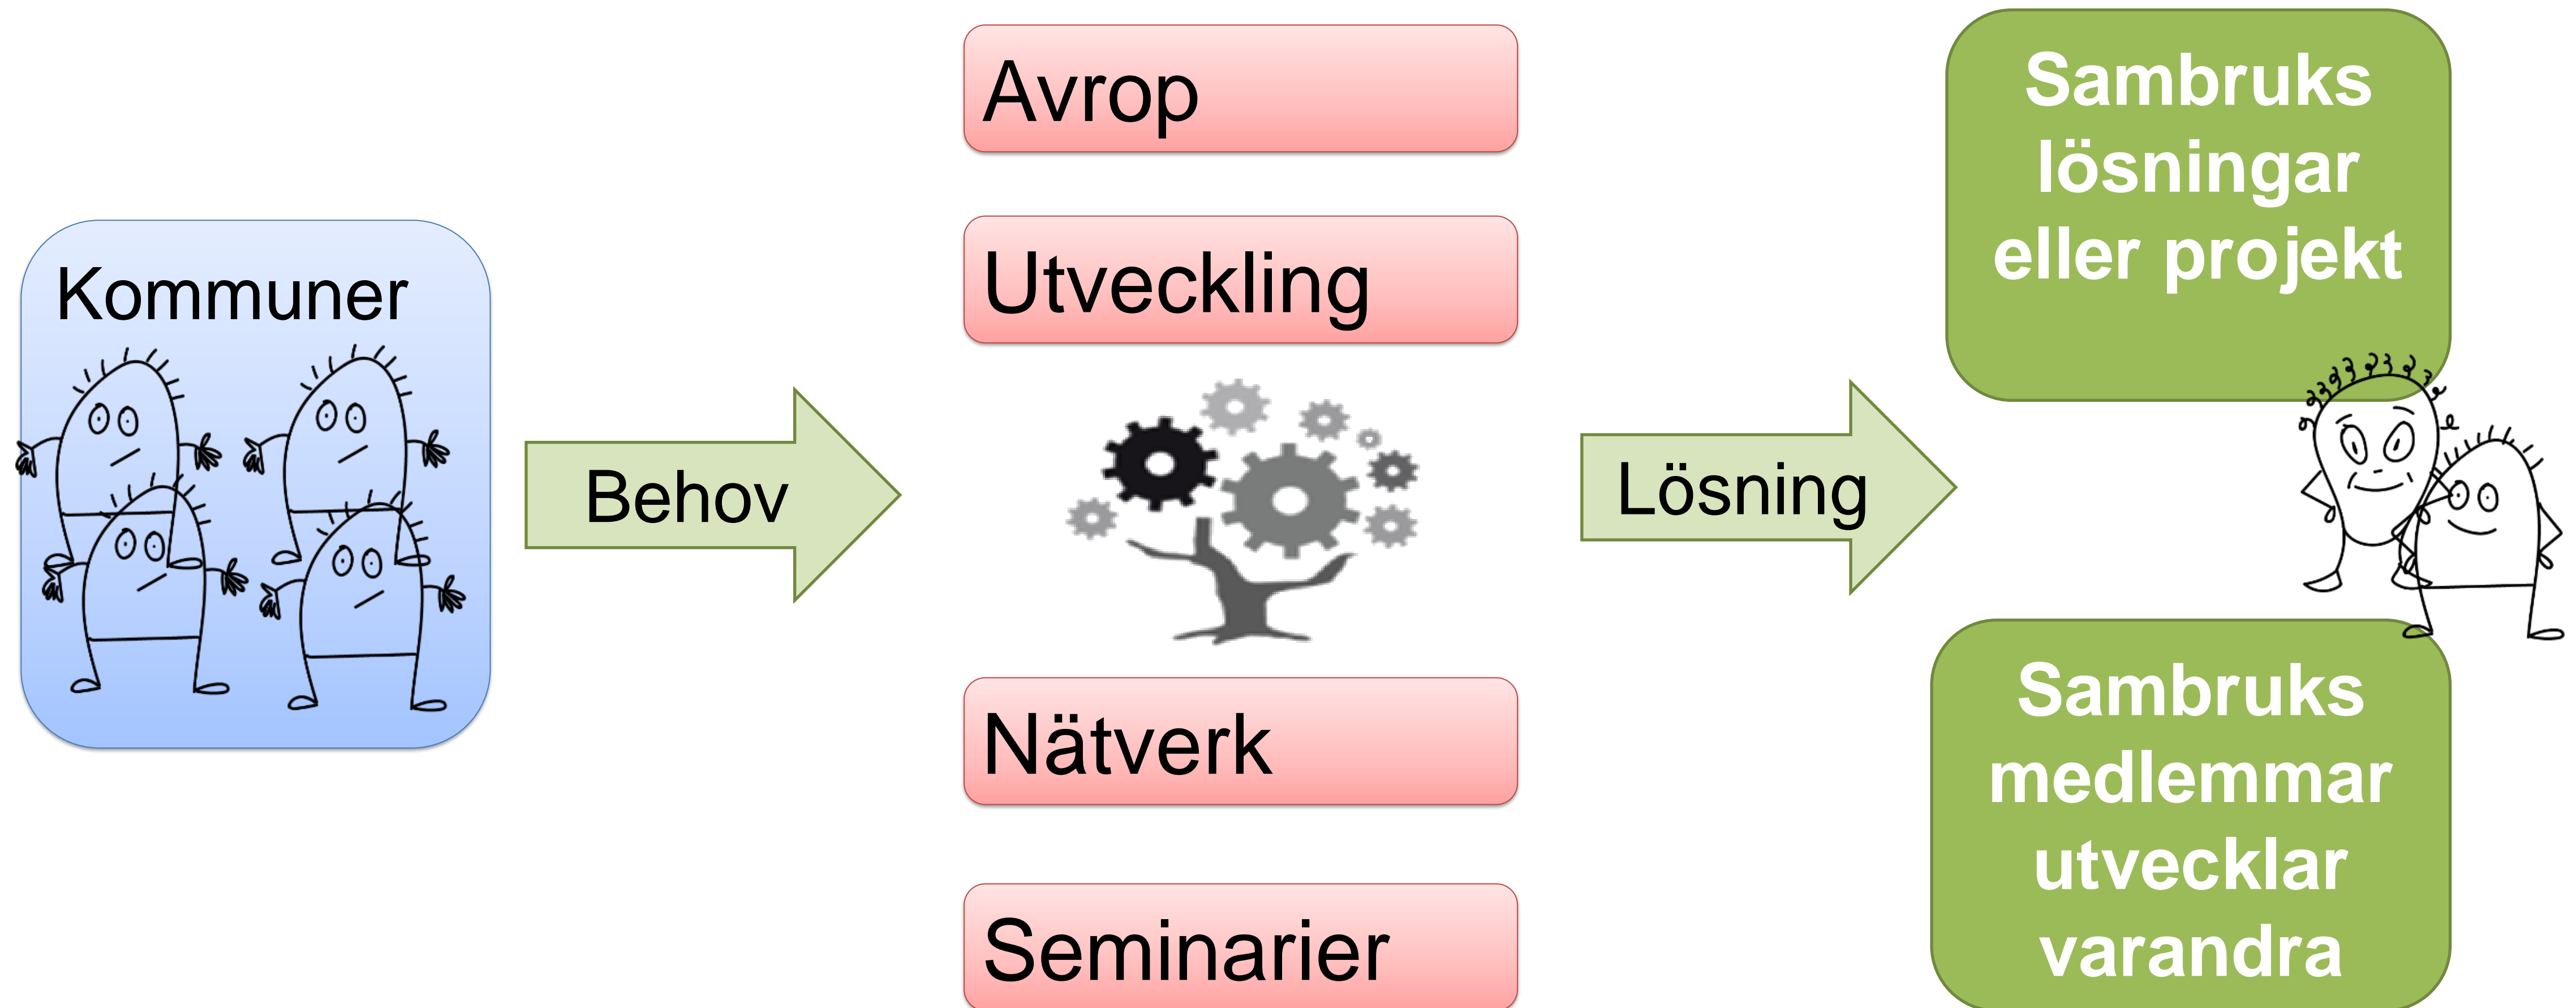 Kommuner
Behov
Avrop
Utveckling
Nätverk
Seminarier
Lösning
Sambruks
lösningar
eller projekt
Sambruks
medlemmar
utvecklar
varandra